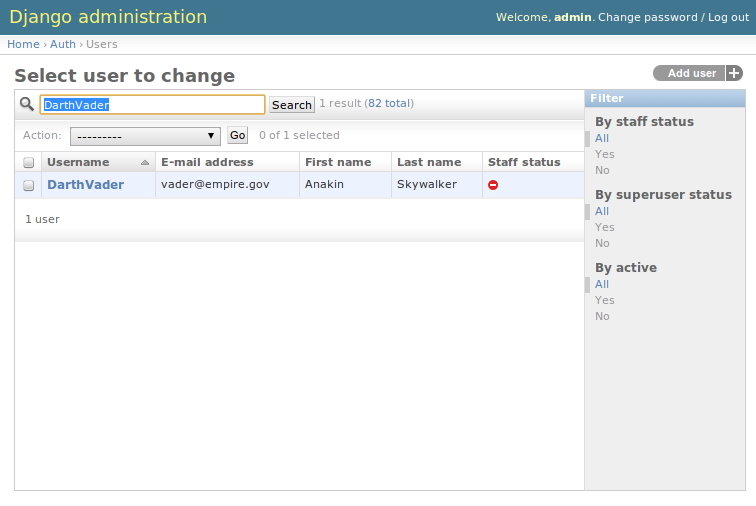 Django administration
Welcome, admin. Change password / Log out
Home › Auth › Users
Select user to change
Add user +
DarthVader Search 1 result (82 total)
Action: --------- Go 0 of 1 selected
Username E-mail address First name Last name Staff status
DarthVader vader@empire.gov Anakin Skywalker
1 user
Filter
By staff status
All
Yes
No
By superuser status
All
Yes
No
By active
All
Yes
No